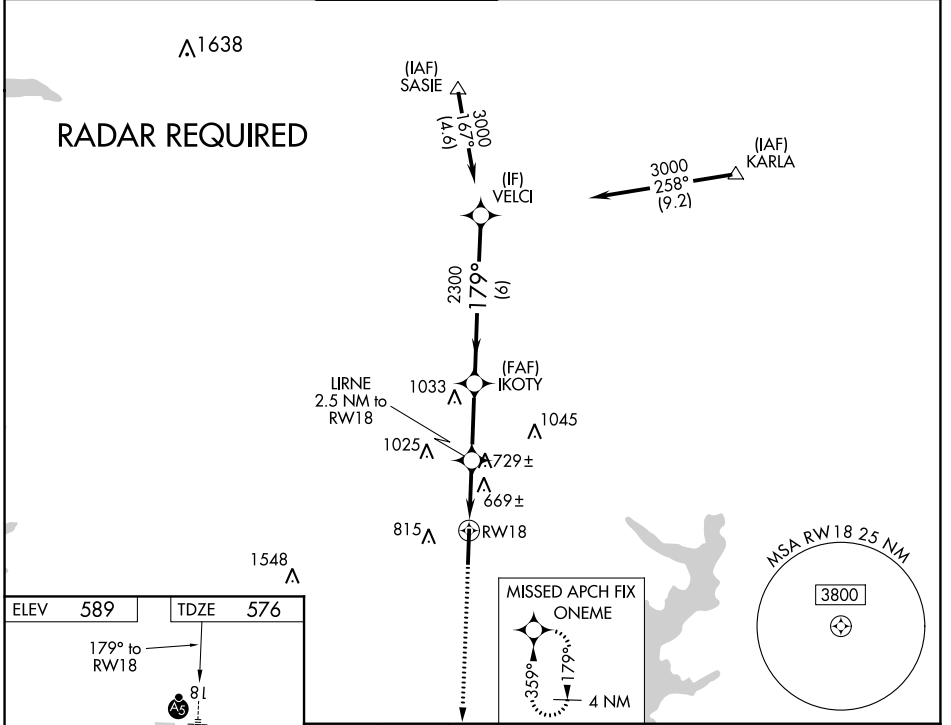 1638
RADAR REQUIRED
(IAF)
SASIE
3000
167°
(4.6)
(IAF)
KARLA
3000
258°
(9.2)
(IF)
VELCI
2300
179°
(6)
(FAF)
IKOTY
1033
LIRNE
2.5 NM to
RW18
1045
1025
729±
669±
815
RW18
1548
MSA RW18 25 NM
3800
MISSED APCH FIX
ONEME
359°
179°
4 NM
ELEV 589
TDZE 576
179° to
RW18
18
A5